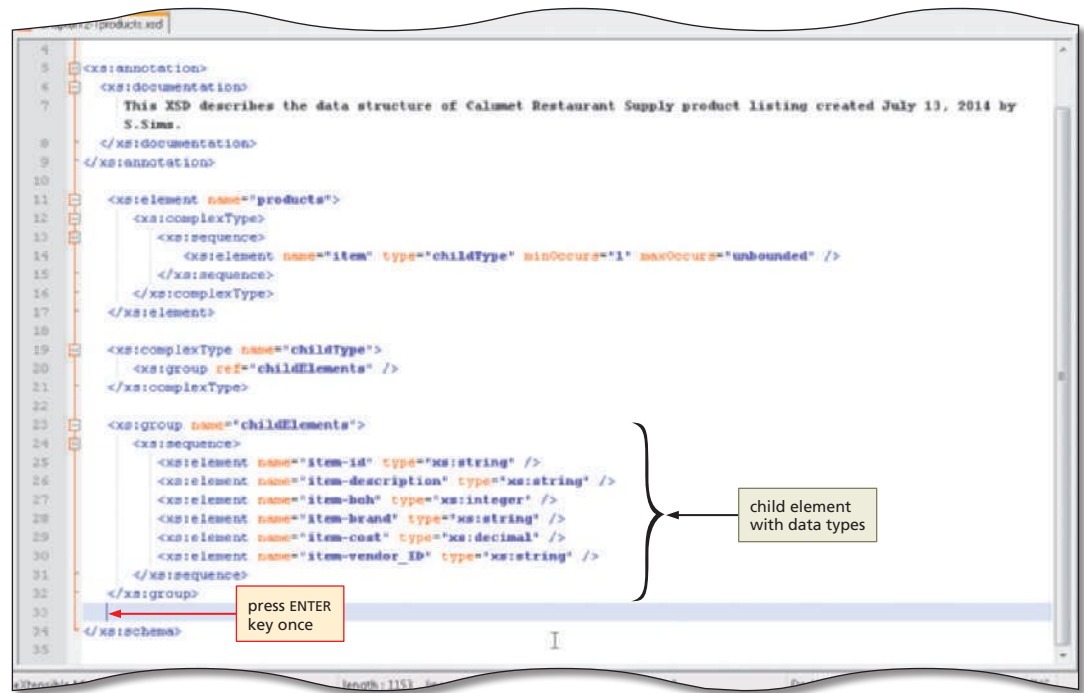 products.xsd
4
5 <xs:annotation>
6 <xs:documentation>
7 This XSD describes the data structure of Calumet Restaurant Supply product listing created July 13, 2014 by
S.Sims.
8 </xs:documentation>
9 </xs:annotation>
10
11 <xs:element name="products">
12 <xs:complexType>
13 <xs:sequence>
14 <xs:element name="item" type="childType" minOccurs="1" maxOccurs="unbounded" />
15 </xs:sequence>
16 </xs:complexType>
17 </xs:element>
18
19 <xs:complexType name="childType">
20 <xs:group ref="childElements" />
21 </xs:complexType>
22
23 <xs:group name="childElements">
24 <xs:sequence>
25 <xs:element name="item-id" type="xs:string" />
26 <xs:element name="item-description" type="xs:string" />
27 <xs:element name="item-boh" type="xs:integer" />
28 <xs:element name="item-brand" type="xs:string" />
29 <xs:element name="item-cost" type="xs:decimal" />
30 <xs:element name="item-vendor_ID" type="xs:string" />
31 </xs:sequence>
32 </xs:group>
33
34 </xs:schema>
35
child element
with data types
press ENTER
key once
length : 1153